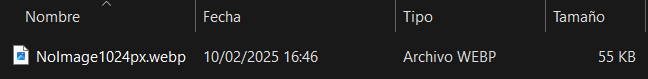 Nombre Fecha Tipo Tamaño
NoImage1024px.webp 10/02/2025 16:46 Archivo WEBP 55 KB